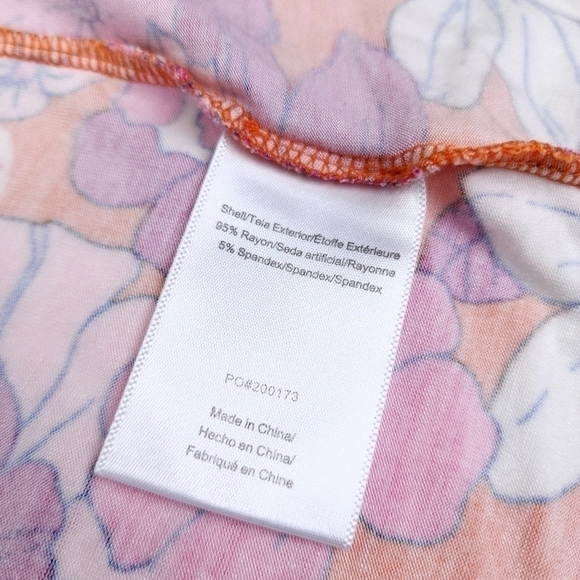 Shell/Tela Exterior/Étoffe Extérieure
95% Rayon/Seda artificial/Rayonne
5% Spandex/Spandex/Spandex
PO#200173
Made in China/
Hecho en China/
Fabriqué en Chine